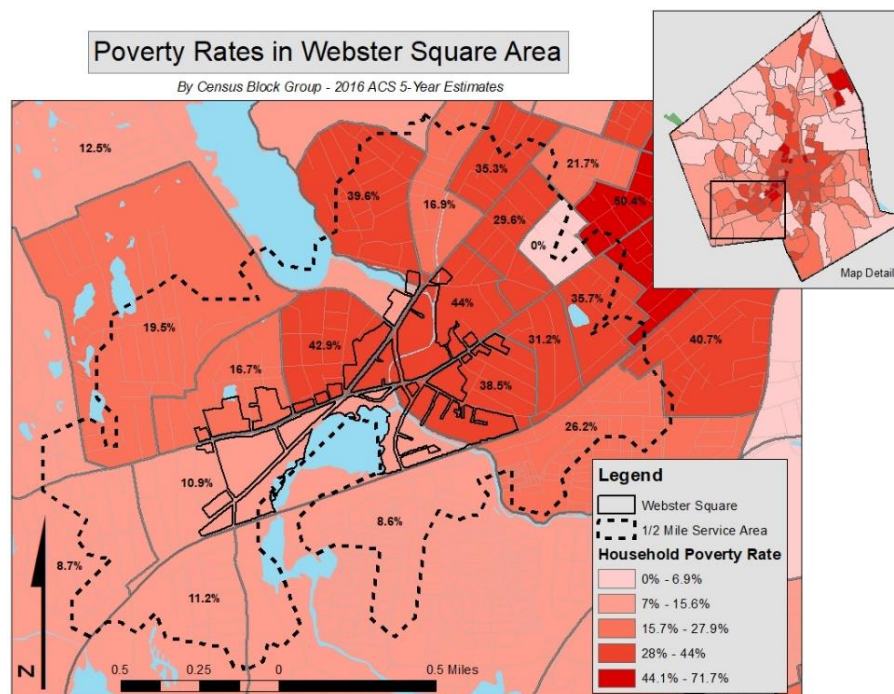 Poverty Rates in Webster Square Area
By Census Block Group - 2016 ACS 5-Year Estimates
12.5%
39.6%
16.9%
35.3%
21.7%
29.6%
0%
60.4%
19.5%
44%
35.7%
42.9%
31.2%
40.7%
16.7%
38.5%
26.2%
10.9%
8.6%
8.7%
11.2%
Map Detail
Legend
Webster Square
1/2 Mile Service Area
Household Poverty Rate
0% - 6.9%
7% - 15.6%
15.7% - 27.9%
28% - 44%
44.1% - 71.7%
N
0.5 0.25 0 0.5 Miles